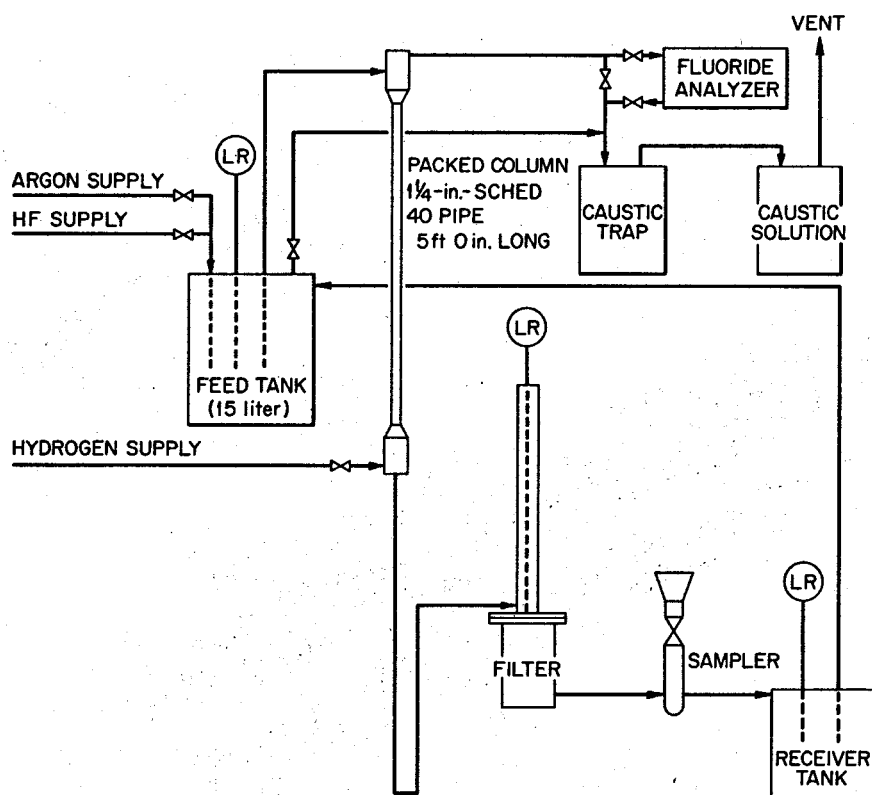 VENT
FLUORIDE
ANALYZER
LR
PACKED COLUMN
1¼-in.-SCHED
40 PIPE
5 ft 0 in. LONG
ARGON SUPPLY
HF SUPPLY
CAUSTIC
TRAP
CAUSTIC
SOLUTION
LR
FEED TANK
(15 liter)
HYDROGEN SUPPLY
LR
FILTER
SAMPLER
RECEIVER
TANK